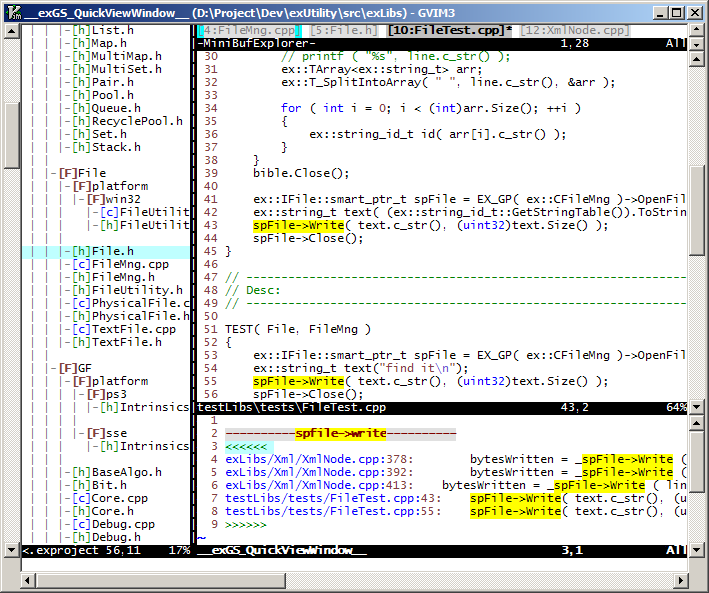 __exGS_QuickViewWindow__ (D:\Project\Dev\exUtility\src\exLibs) - GVIM3
|-[h]List.h
|-[h]Map.h
|-[h]MultiMap.h
|-[h]MultiSet.h
|-[h]Pair.h
|-[h]Pool.h
|-[h]Queue.h
|-[h]RecyclePool.h
|-[h]Set.h
|-[h]Stack.h
|-[F]File
|-[F]platform
|-[F]win32
|-[c]FileUtilit
|-[h]FileUtilit
|-[h]File.h
|-[c]FileMng.cpp
|-[h]FileMng.h
|-[h]FileUtility.h
|-[c]PhysicalFile.c
|-[h]PhysicalFile.h
|-[c]TextFile.cpp
|-[h]TextFile.h
|-[F]GF
|-[F]platform
|-[F]ps3
|-[h]Intrinsics
|-[F]sse
|-[h]Intrinsics
|-[h]BaseAlgo.h
|-[h]Bit.h
|-[c]Core.cpp
|-[h]Core.h
|-[c]Debug.cpp
|-[h]Debug.h
<.exproject 56,11 17%
[4:FileMng.cpp] [5:File.h] [10:FileTest.cpp]* [12:XmlNode.cpp]
-MiniBufExplorer- 1,28 All
30 // printf ( "%s", line.c_str() );
31 ex::TArray<ex::string_t> arr;
32 ex::T_SplitIntoArray( " ", line.c_str(), &arr );
33
34 for ( int i = 0; i < (int)arr.Size(); ++i )
35 {
36 ex::string_id_t id( arr[i].c_str() );
37 }
38 }
39 bible.Close();
40
41 ex::IFile::smart_ptr_t spFile = EX_GP( ex::CFileMng )->OpenFil
42 ex::string_t text( (ex::string_id_t::GetStringTable()).ToStrin
43 spFile->Write( text.c_str(), (uint32)text.Size() );
44 spFile->Close();
45 }
46
47 // ----------------------------------------------------------------
48 // Desc:
49 // ----------------------------------------------------------------
50
51 TEST( File, FileMng )
52 {
53 ex::IFile::smart_ptr_t spFile = EX_GP( ex::CFileMng )->OpenFil
54 ex::string_t text("find it\n");
55 spFile->Write( text.c_str(), (uint32)text.Size() );
56 spFile->Close();
testLibs\tests\FileTest.cpp 43,2 64%
1
2 ----------spfile->write----------
3 <<<<<<
4 exLibs/Xml/XmlNode.cpp:378: bytesWritten = _spFile->Write (
5 exLibs/Xml/XmlNode.cpp:392: bytesWritten = _spFile->Write (
6 exLibs/Xml/XmlNode.cpp:413: bytesWritten = _spFile->Write ( lin
7 testLibs/tests/FileTest.cpp:43: spFile->Write( text.c_str(), (u
8 testLibs/tests/FileTest.cpp:55: spFile->Write( text.c_str(), (u
9 >>>>>>
~
__exGS_QuickViewWindow__ 3,1 All